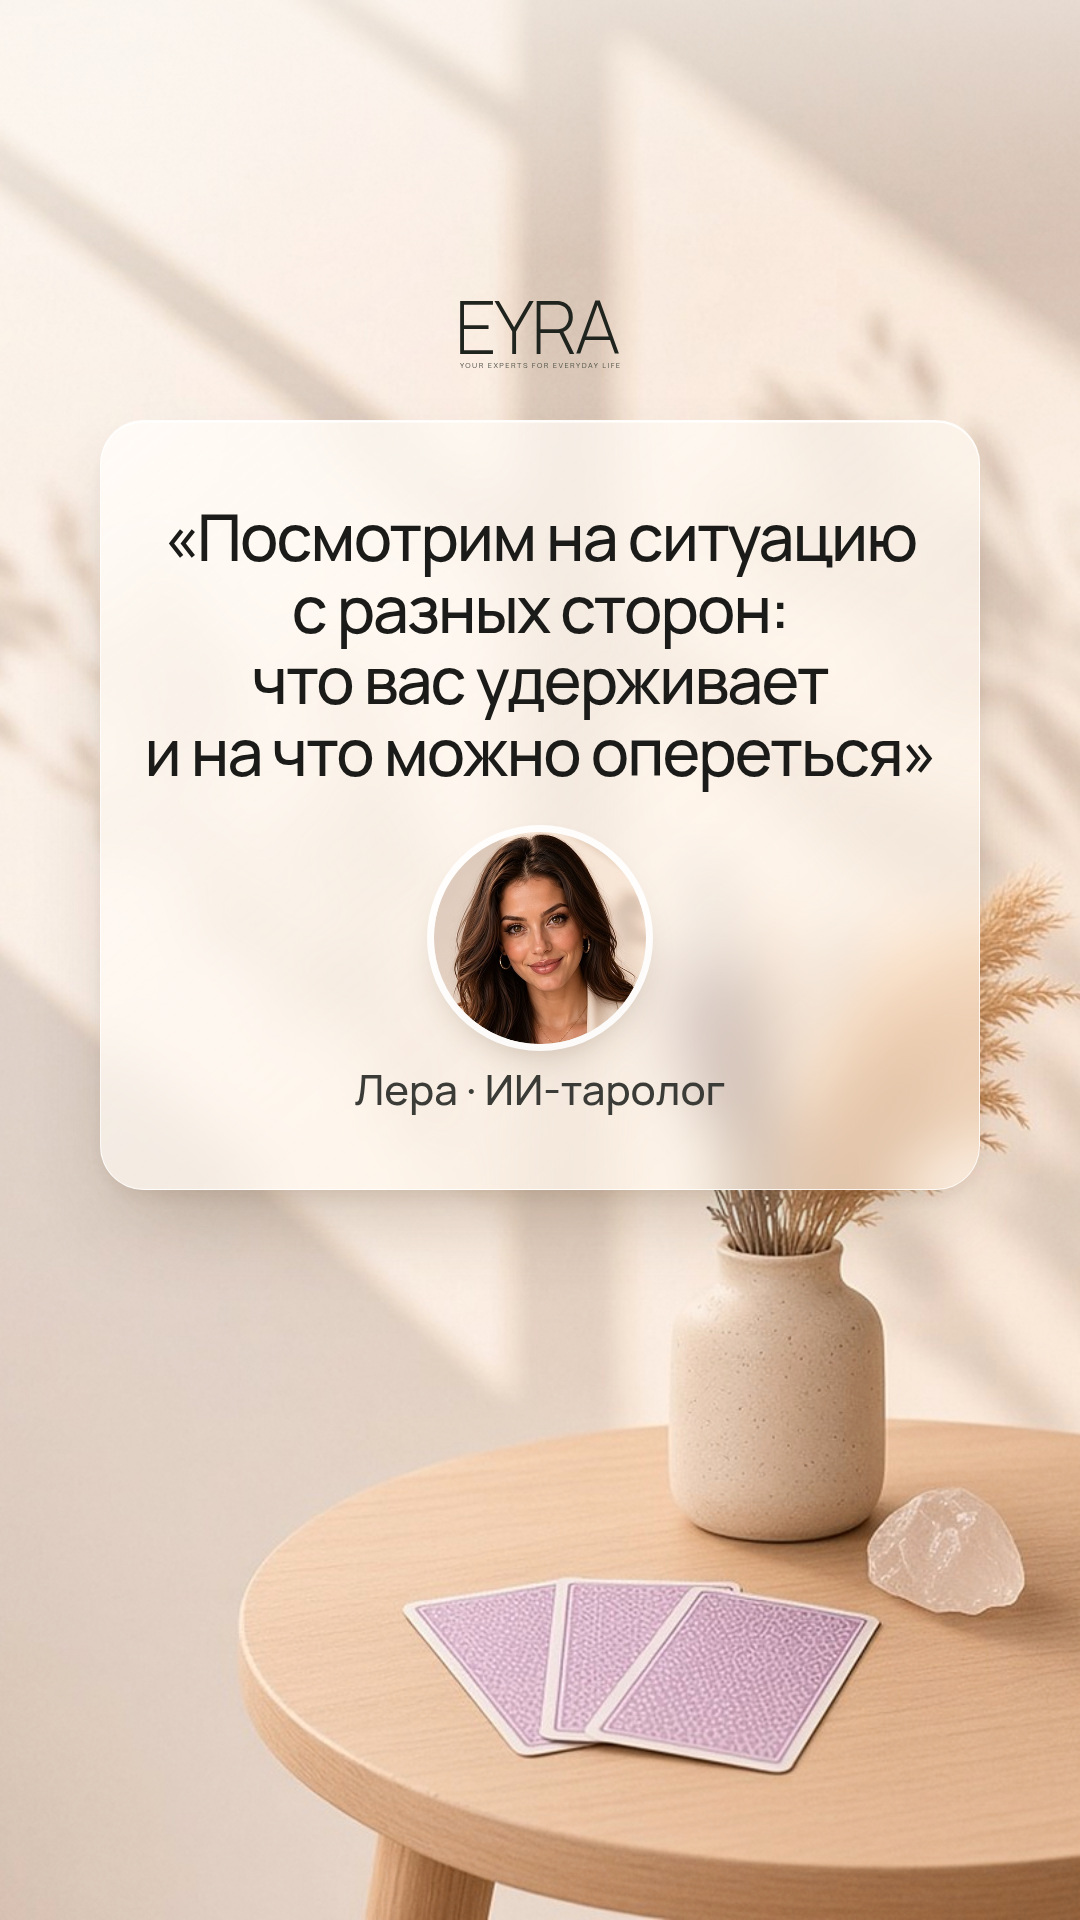 EYRA
YOUR EXPERTS FOR EVERYDAY LIFE
«Посмотрим на ситуацию
с разных сторон:
что вас удерживает
и на что можно опереться»
Лера · ИИ-таролог